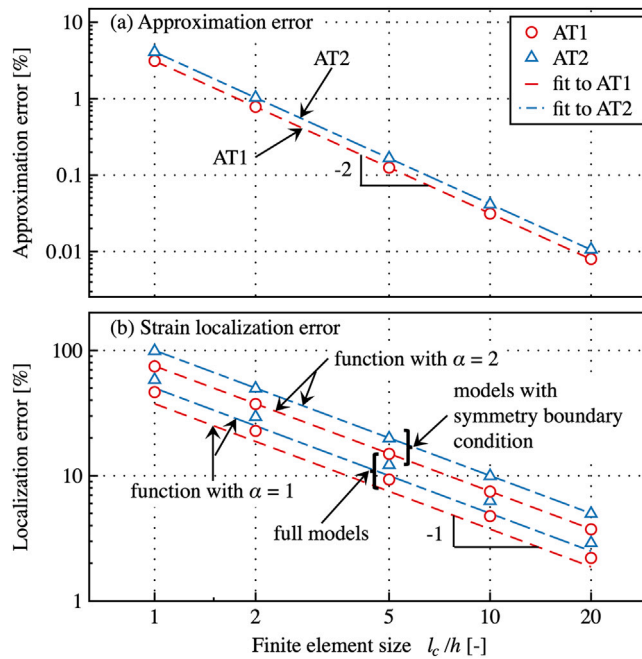 (a) Approximation error
AT1
AT2
fit to AT1
fit to AT2
Approximation error [%]
10
1
0.1
0.01
AT2
AT1
-2
(b) Strain localization error
Localization error [%]
100
10
1
function with α = 2
models with
symmetry boundary
condition
function with α = 1
full models
-1
1
2
5
10
20
Finite element size l_c /h [-]